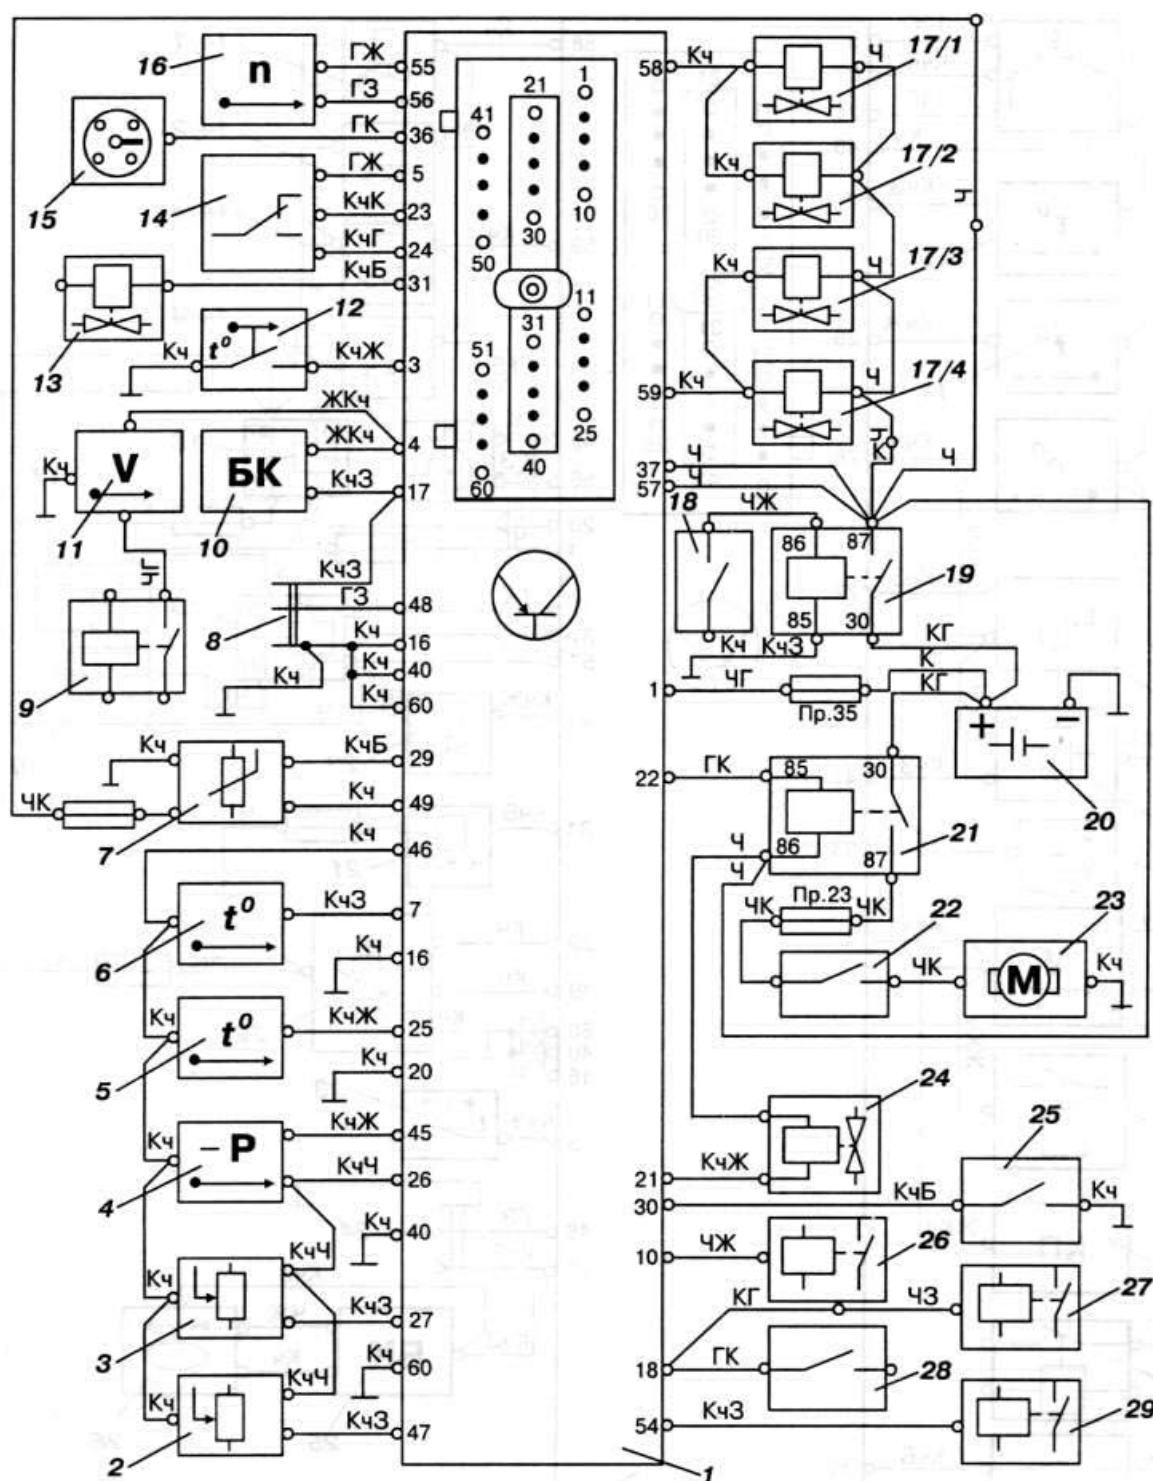 16
n
ГЖ
55
ГЗ
56
15
ГК
36
14
ГЖ
5
КчК
23
КчГ
24
13
КчБ
31
12
Кч
t°
КчЖ
3
ЖКч
4
11
Кч
V
10
БК
ЖКч
КчЗ
17
ЧГ
КчЗ
8
ГЗ
48
Кч
16
Кч
40
Кч
Кч
60
9
Кч
КчБ
29
ЧК
Кч
49
7
Кч
46
6
t°
КчЗ
7
Кч
16
5
Кч
t°
КчЖ
25
Кч
20
4
Кч
– P
КчЖ
45
КчЧ
26
Кч
40
3
Кч
КчЧ
КчЗ
27
Кч
60
2
Кч
КчЧ
КчЗ
47
1
41
21
1
50
30
10
51
31
11
60
40
25
58
Кч
Ч
17/1
Кч
17/2
Ч
Кч
Ч
17/3
59
Кч
Ч
17/4
Ч
К
Ч
37
Ч
57
Ч
18
ЧЖ
86
87
19
85
30
Кч
КчЗ
КГ
К
КГ
1
ЧГ
Пр.35
+
–
20
22
ГК
85
30
86
87
21
Ч
Ч
Пр.23
ЧК
ЧК
22
ЧК
23
М
Кч
24
21
КчЖ
25
30
КчБ
Кч
10
ЧЖ
26
КГ
ЧЗ
27
18
ГК
28
54
КчЗ
29